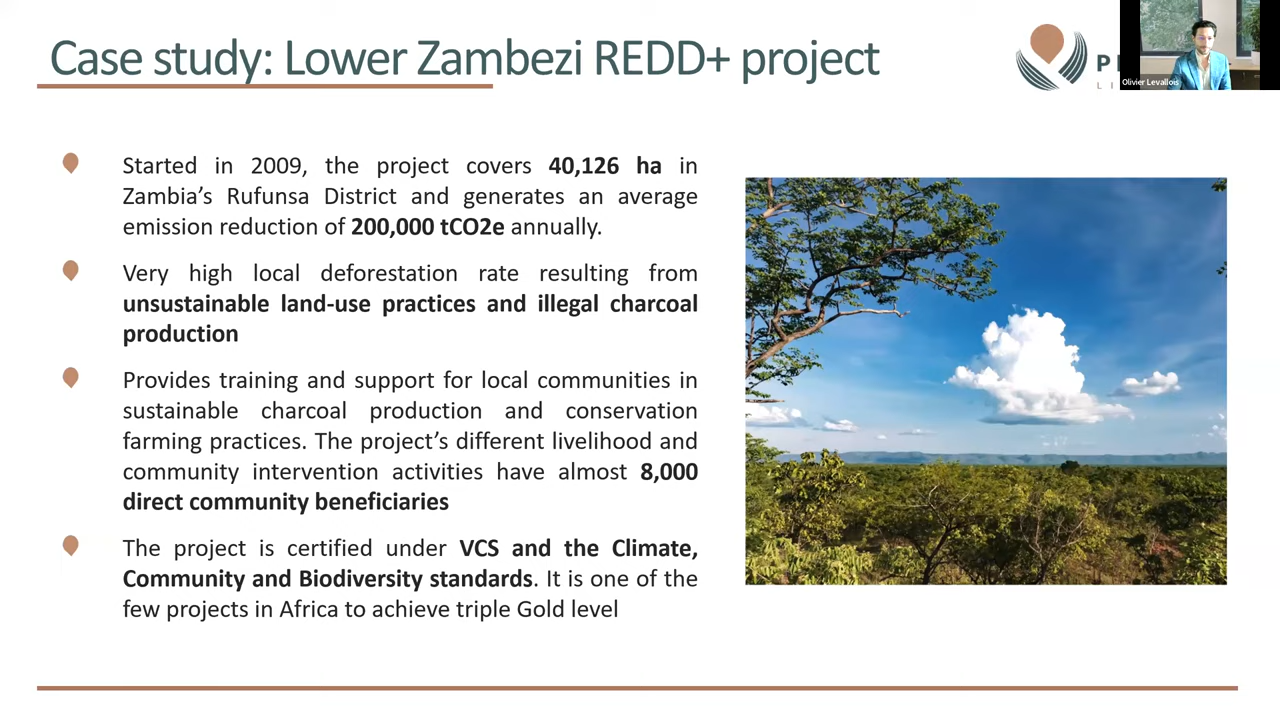 Case study: Lower Zambezi REDD+ project
Olivier Levallois
Started in 2009, the project covers 40,126 ha in
Zambia’s Rufunsa District and generates an average
emission reduction of 200,000 tCO2e annually.
Very high local deforestation rate resulting from
unsustainable land-use practices and illegal charcoal
production
Provides training and support for local communities in
sustainable charcoal production and conservation
farming practices. The project’s different livelihood and
community intervention activities have almost 8,000
direct community beneficiaries
The project is certified under VCS and the Climate,
Community and Biodiversity standards. It is one of the
few projects in Africa to achieve triple Gold level